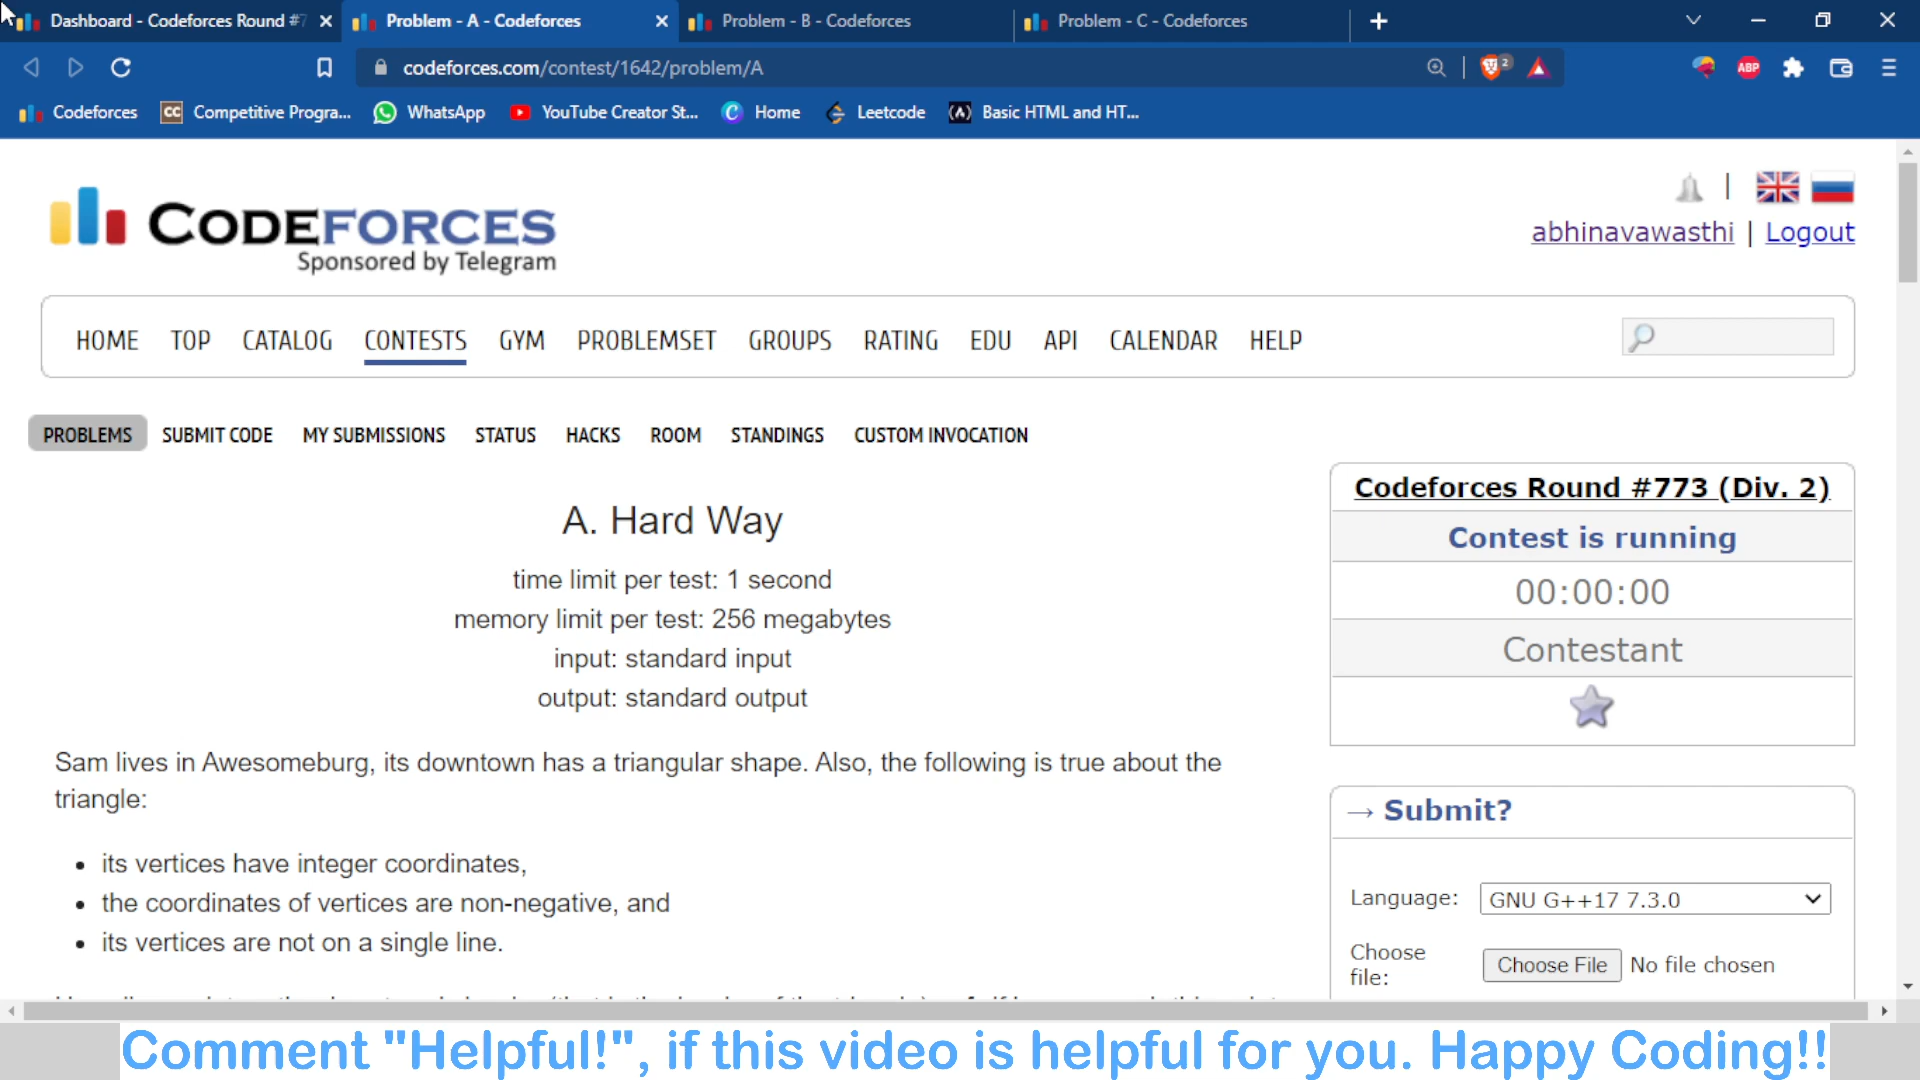 Dashboard - Codeforces Round #7
Problem - A - Codeforces
Problem - B - Codeforces
Problem - C - Codeforces
codeforces.com/contest/1642/problem/A
2
ABP
Codeforces
CC Competitive Progra...
WhatsApp
YouTube Creator St...
C Home
Leetcode
(A) Basic HTML and HT...
CODEFORCES
Sponsored by Telegram
|
abhinavawasthi | Logout
HOME TOP CATALOG CONTESTS GYM PROBLEMSET GROUPS RATING EDU API CALENDAR HELP
PROBLEMS SUBMIT CODE MY SUBMISSIONS STATUS HACKS ROOM STANDINGS CUSTOM INVOCATION
A. Hard Way
time limit per test: 1 second
memory limit per test: 256 megabytes
input: standard input
output: standard output
Sam lives in Awesomeburg, its downtown has a triangular shape. Also, the following is true about the
triangle:
• its vertices have integer coordinates,
• the coordinates of vertices are non-negative, and
• its vertices are not on a single line.
Codeforces Round #773 (Div. 2)
Contest is running
00:00:00
Contestant
→ Submit?
Language: GNU G++17 7.3.0
Choose
file:
Choose File No file chosen
Comment "Helpful!", if this video is helpful for you. Happy Coding!!